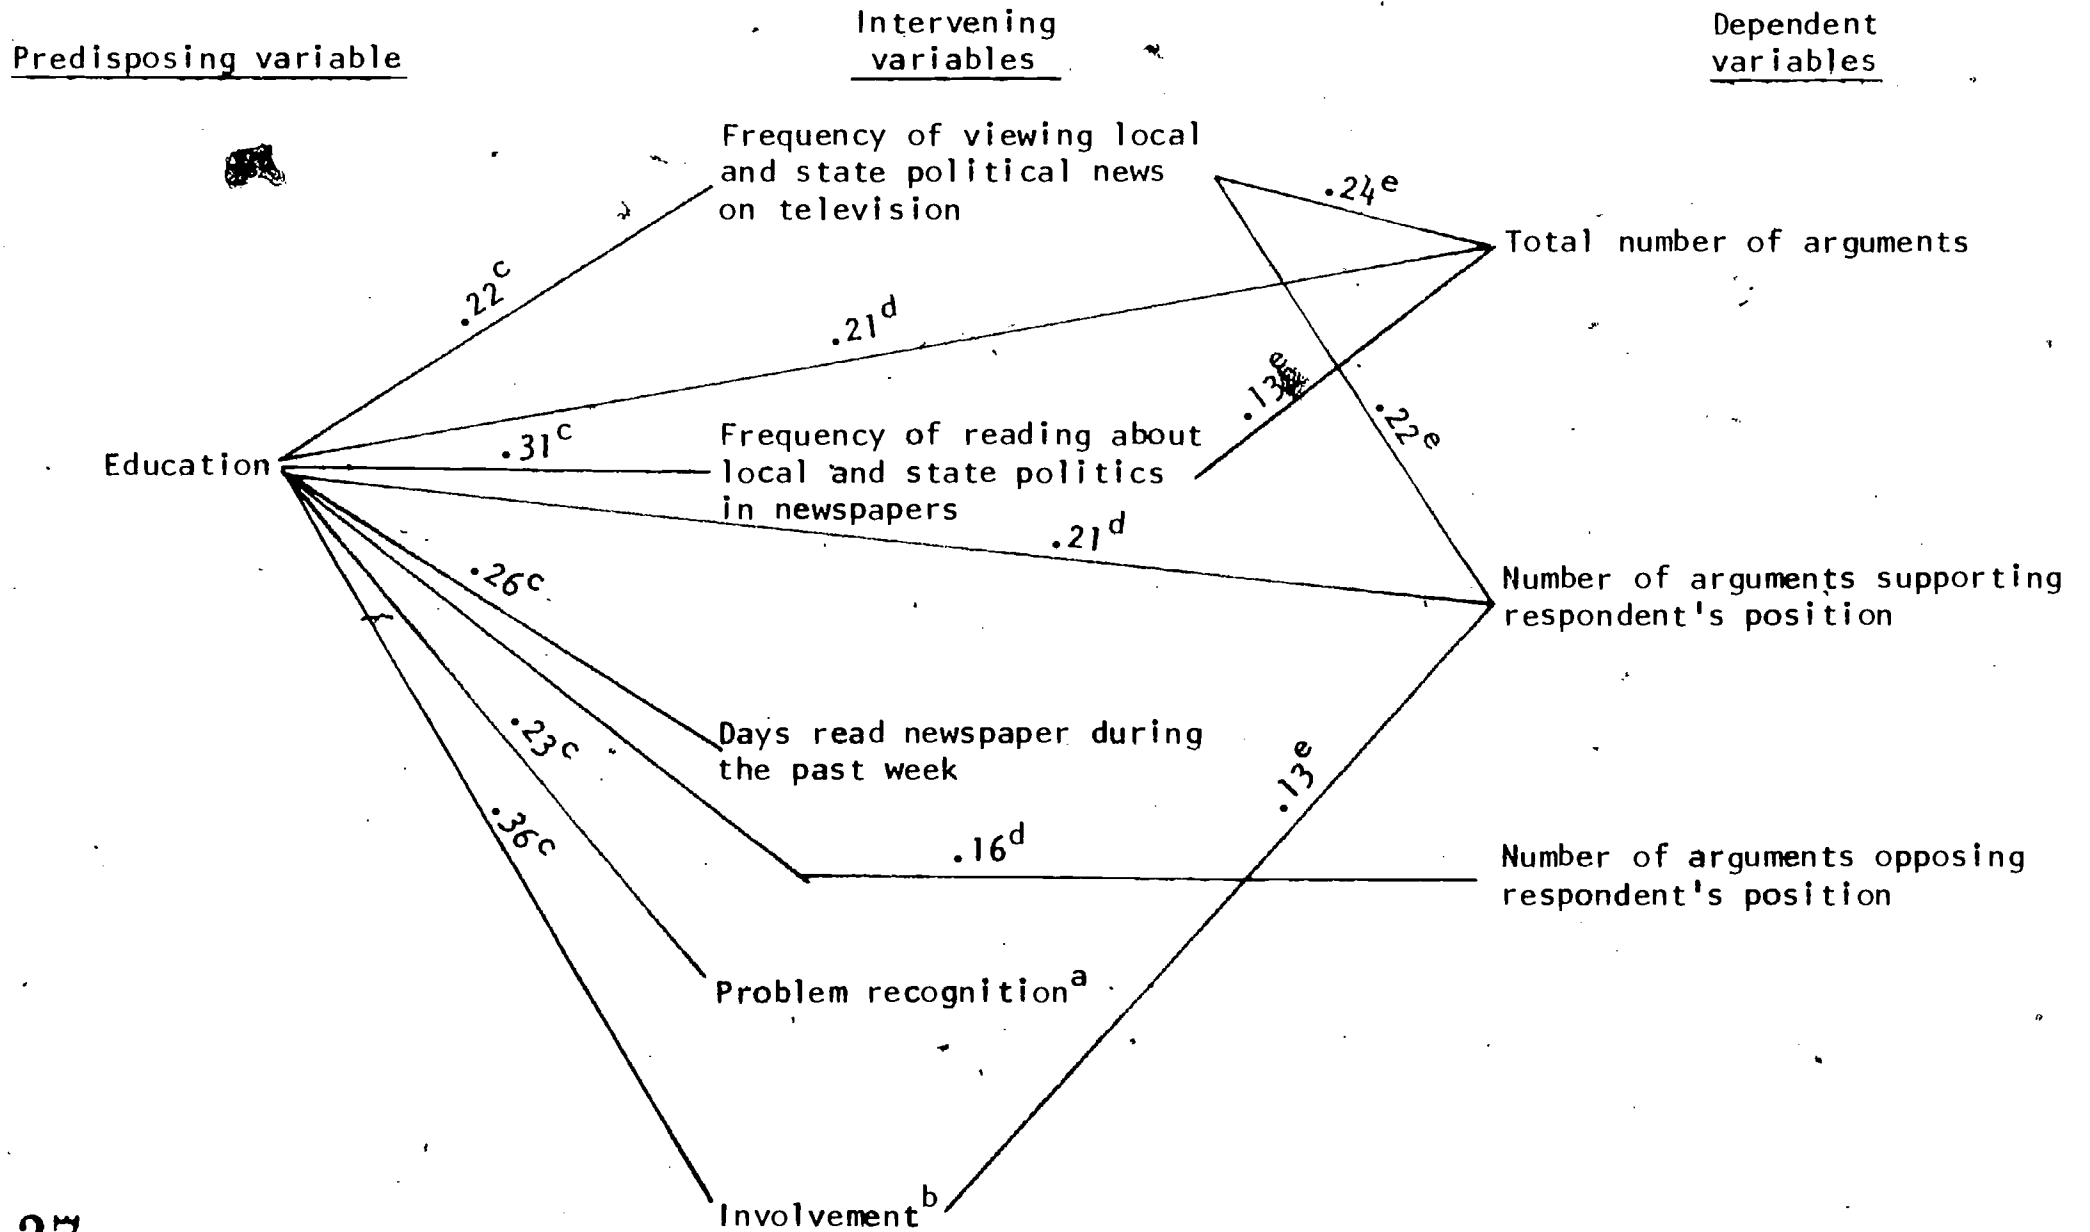 Predisposing variable
Intervening
variables
Dependent
variables
Frequency of viewing local
and state political news
on television
.24e
Total number of arguments
.22c
.21d
.13e
.22e
Education
.31c
Frequency of reading about
local and state politics
in newspapers
.21d
.26c
Number of arguments supporting
respondent's position
.23c
Days read newspaper during
the past week
.13e
.36c
.16d
Number of arguments opposing
respondent's position
Problem recognitiona
Involvementb